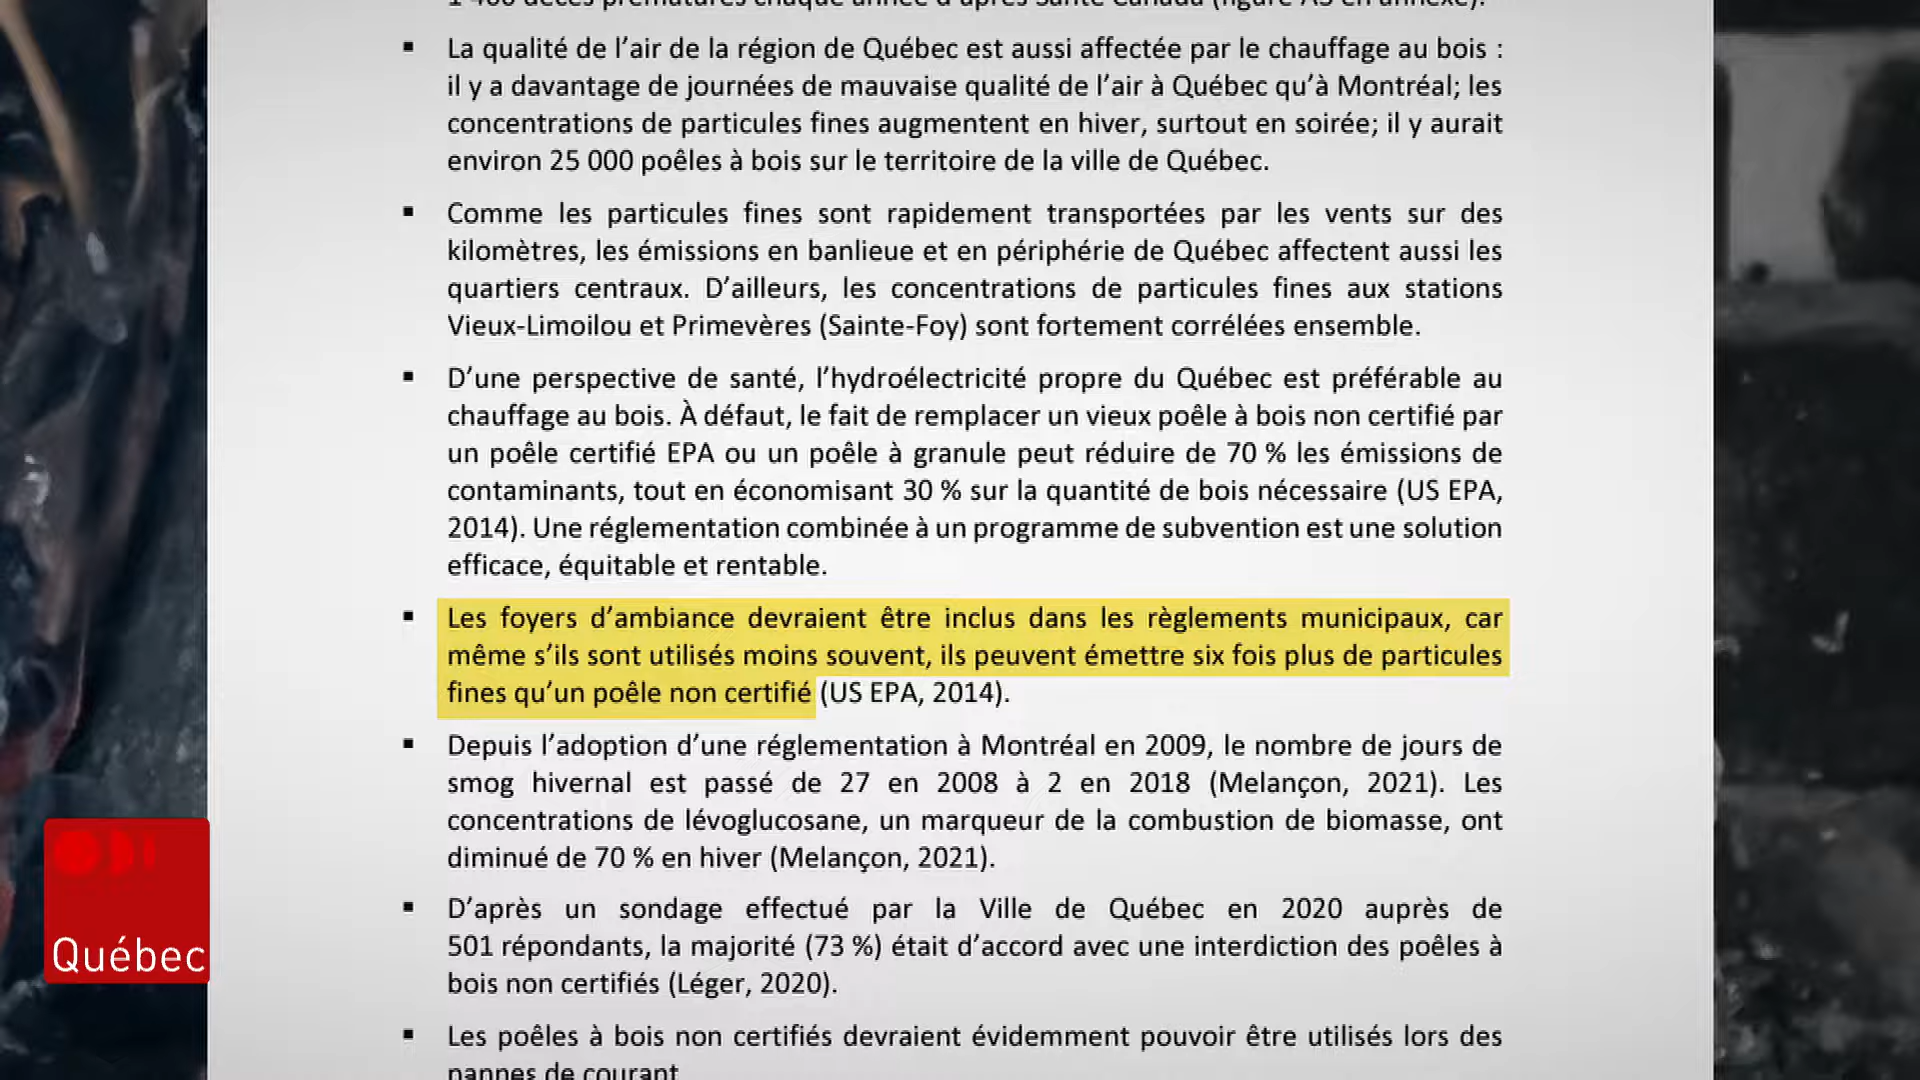 1 400 décès prématurés chaque année d'après Santé Canada (figure A3 en annexe).
▪ La qualité de l'air de la région de Québec est aussi affectée par le chauffage au bois :
il y a davantage de journées de mauvaise qualité de l'air à Québec qu'à Montréal; les
concentrations de particules fines augmentent en hiver, surtout en soirée; il y aurait
environ 25 000 poêles à bois sur le territoire de la ville de Québec.
▪ Comme les particules fines sont rapidement transportées par les vents sur des
kilomètres, les émissions en banlieue et en périphérie de Québec affectent aussi les
quartiers centraux. D'ailleurs, les concentrations de particules fines aux stations
Vieux-Limoilou et Primevères (Sainte-Foy) sont fortement corrélées ensemble.
▪ D'une perspective de santé, l'hydroélectricité propre du Québec est préférable au
chauffage au bois. À défaut, le fait de remplacer un vieux poêle à bois non certifié par
un poêle certifié EPA ou un poêle à granule peut réduire de 70 % les émissions de
contaminants, tout en économisant 30 % sur la quantité de bois nécessaire (US EPA,
2014). Une réglementation combinée à un programme de subvention est une solution
efficace, équitable et rentable.
▪ Les foyers d'ambiance devraient être inclus dans les règlements municipaux, car
même s'ils sont utilisés moins souvent, ils peuvent émettre six fois plus de particules
fines qu'un poêle non certifié (US EPA, 2014).
▪ Depuis l'adoption d'une réglementation à Montréal en 2009, le nombre de jours de
smog hivernal est passé de 27 en 2008 à 2 en 2018 (Melançon, 2021). Les
concentrations de lévoglucosane, un marqueur de la combustion de biomasse, ont
diminué de 70 % en hiver (Melançon, 2021).
▪ D'après un sondage effectué par la Ville de Québec en 2020 auprès de
501 répondants, la majorité (73 %) était d'accord avec une interdiction des poêles à
bois non certifiés (Léger, 2020).
▪ Les poêles à bois non certifiés devraient évidemment pouvoir être utilisés lors des
pannes de courant
Québec